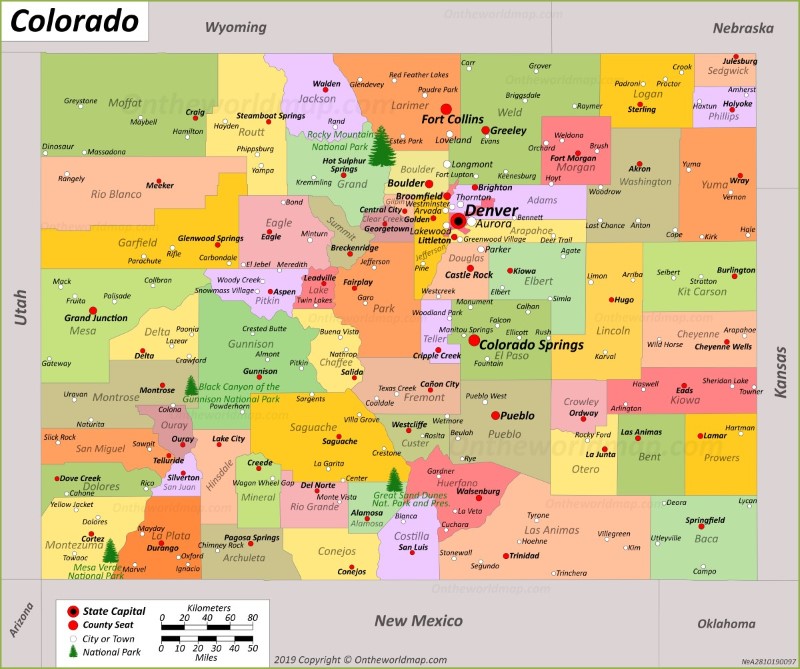 Colorado
Wyoming
Nebraska
Ontheworldmap.com
Utah
Kansas
Arizona
New Mexico
Oklahoma
Moffat
Greystone
Craig
Maybell
Hamilton
Dinosaur
Massadona
Routt
Steamboat Springs
Hayden
Phippsburg
Yampa
Jackson
Walden
Rand
Rocky Mountains
National Park
Larimer
Glendevey
Red Feather Lakes
Poudre Park
Fort Collins
Loveland
Estes Park
Weld
Carr
Grover
Briggsdale
Raymer
Greeley
Evans
Keenesburg
Fort Lupton
Logan
Padroni
Proctor
Crook
Sterling
Sedgwick
Julesburg
Phillips
Amherst
Haxtun
Holyoke
Morgan
Weldona
Orchard
Brush
Fort Morgan
Hoyt
Washington
Akron
Woodrow
Last Chance
Anton
Cope
Yuma
Yuma
Wray
Vernon
Kirk
Hale
Rio Blanco
Rangely
Meeker
Garfield
Glenwood Springs
Rifle
Parachute
Carbondale
Eagle
Bond
Eagle
Minturn
El Jebel
Meredith
Grand
Hot Sulphur
Springs
Kremmling
Summit
Breckenridge
Boulder
Longmont
Boulder
Broomfield
Gilpin
Central City
Clear Creek
Georgetown
Westminster
Arvada
Golden
Lakewood
Littleton
Jefferson
Pine
Denver
Aurora
Thornton
Brighton
Adams
Bennett
Arapahoe
Greenwood Village
Deer Trail
Douglas
Parker
Castle Rock
Westcreek
Elbert
Kiowa
Agate
Elbert
Simla
Lincoln
Limon
Arriba
Hugo
Karval
Kit Carson
Seibert
Stratton
Burlington
Cheyenne
Arapahoe
Wild Horse
Cheyenne Wells
Mesa
Mack
Fruita
Palisade
Collbran
Grand Junction
Gateway
Delta
Paonia
Lazear
Delta
Crawford
Pitkin
Woody Creek
Snowmass Village
Aspen
Lake
Leadville
Twin Lakes
Park
Jefferson
Fairplay
Garo
Gunnison
Crested Butte
Almont
Pitkin
Gunnison
Powderhorn
Black Canyon of the
Gunnison National Park
Chaffee
Buena Vista
Nathrop
Salida
Teller
Woodland Park
Cripple Creek
El Paso
Monument
Calhan
Falcon
Manitou Springs
Ellicott
Rush
Colorado Springs
Fountain
Fremont
Texas Creek
Coaldale
Cañon City
Pueblo
Pueblo West
Pueblo
Beulah
Rye
Crowley
Ordway
Kiowa
Haswell
Eads
Sheridan Lake
Towner
Arlington
Montrose
Montrose
Uravan
Naturita
Colona
Ouray
Ouray
San Miguel
Slick Rock
Sawpit
Telluride
Dolores
Dove Creek
Cahone
Rico
San Juan
Silverton
Hinsdale
Lake City
Saguache
Sargents
Villa Grove
Saguache
La Garita
Center
Crestone
Mineral
Creede
Wagon Wheel Gap
Rio Grande
Del Norte
Monte Vista
Alamosa
Alamosa
Great Sand Dunes
Nat. Park and Pres.
Custer
Westcliffe
Wetmore
Rosita
Huerfano
Gardner
Walsenburg
La Veta
Cuchara
Otero
Rocky Ford
La Junta
Bent
Las Animas
Prowers
Lamar
Hartman
Montezuma
Yellow Jacket
Dolores
Cortez
Towaoc
Mesa Verde
National Park
La Plata
Mayday
Durango
Oxford
Marvel
Ignacio
Archuleta
Pagosa Springs
Chimney Rock
Conejos
Conejos
Costilla
Blanca
San Luis
Las Animas
Tyrone
Hoehne
Stonewall
Segundo
Trinidad
Trinchera
Villegreen
Kim
Baca
Deora
Lycan
Springfield
Utleyville
Campo
State Capital
County Seat
City or Town
National Park
Kilometers
0 20 40 60 80
0 10 20 30 40 50
Miles
2019 Copyright © Ontheworldmap.com
NeA2810190097